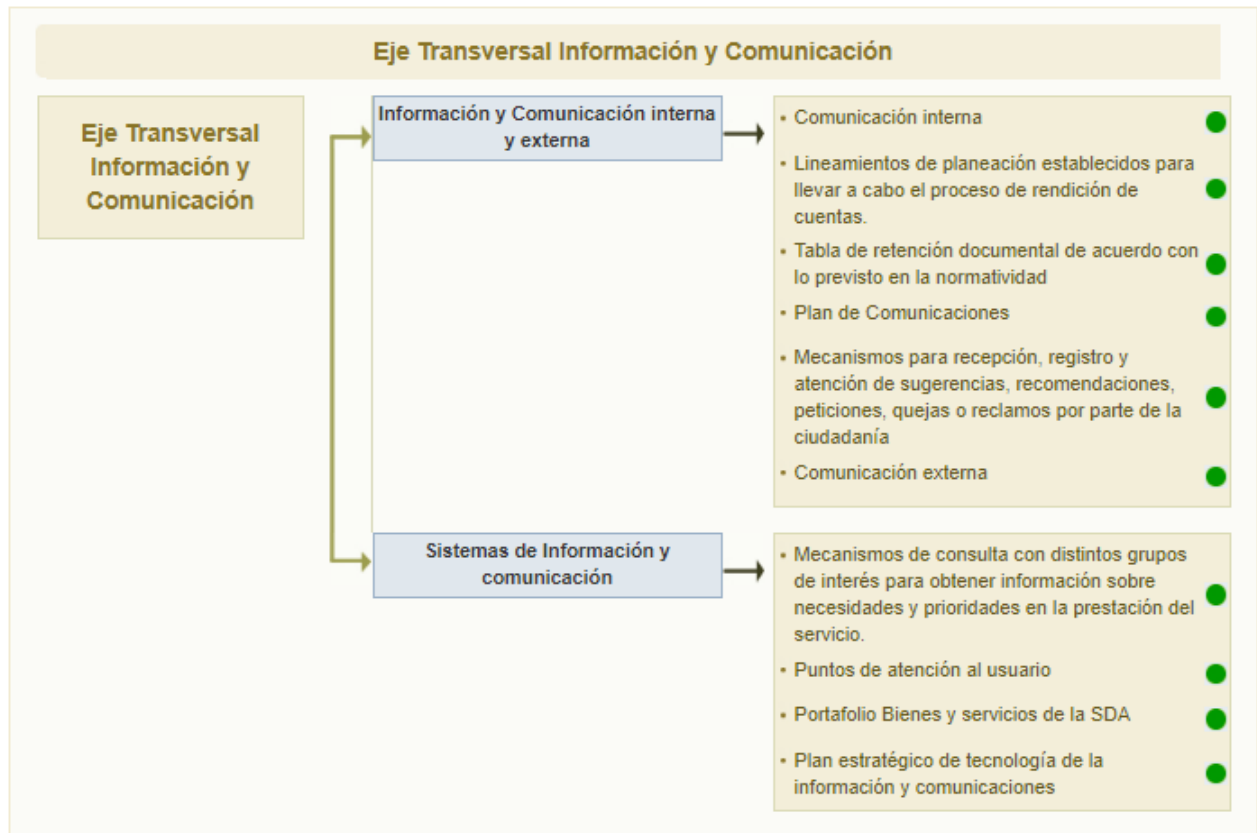 Eje Transversal Información y Comunicación
Eje Transversal
Información y
Comunicación
Información y Comunicación interna
y externa
• Comunicación interna
• Lineamientos de planeación establecidos para
llevar a cabo el proceso de rendición de
cuentas.
• Tabla de retención documental de acuerdo con
lo previsto en la normatividad
• Plan de Comunicaciones
• Mecanismos para recepción, registro y
atención de sugerencias, recomendaciones,
peticiones, quejas o reclamos por parte de la
ciudadanía
• Comunicación externa
Sistemas de Información y
comunicación
• Mecanismos de consulta con distintos grupos
de interés para obtener información sobre
necesidades y prioridades en la prestación del
servicio.
• Puntos de atención al usuario
• Portafolio Bienes y servicios de la SDA
• Plan estratégico de tecnología de la
información y comunicaciones